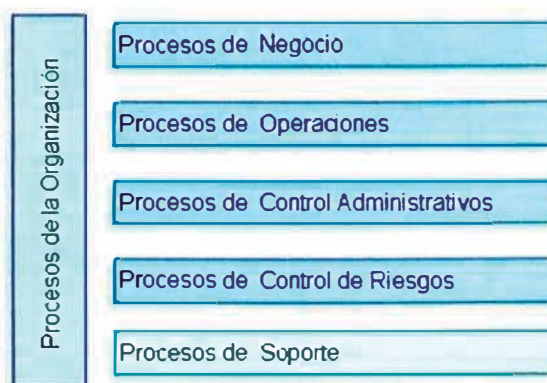 Procesos de la Organización
Procesos de Negocio
Procesos de Operaciones
Procesos de Control Administrativos
Procesos de Control de Riesgos
Procesos de Soporte